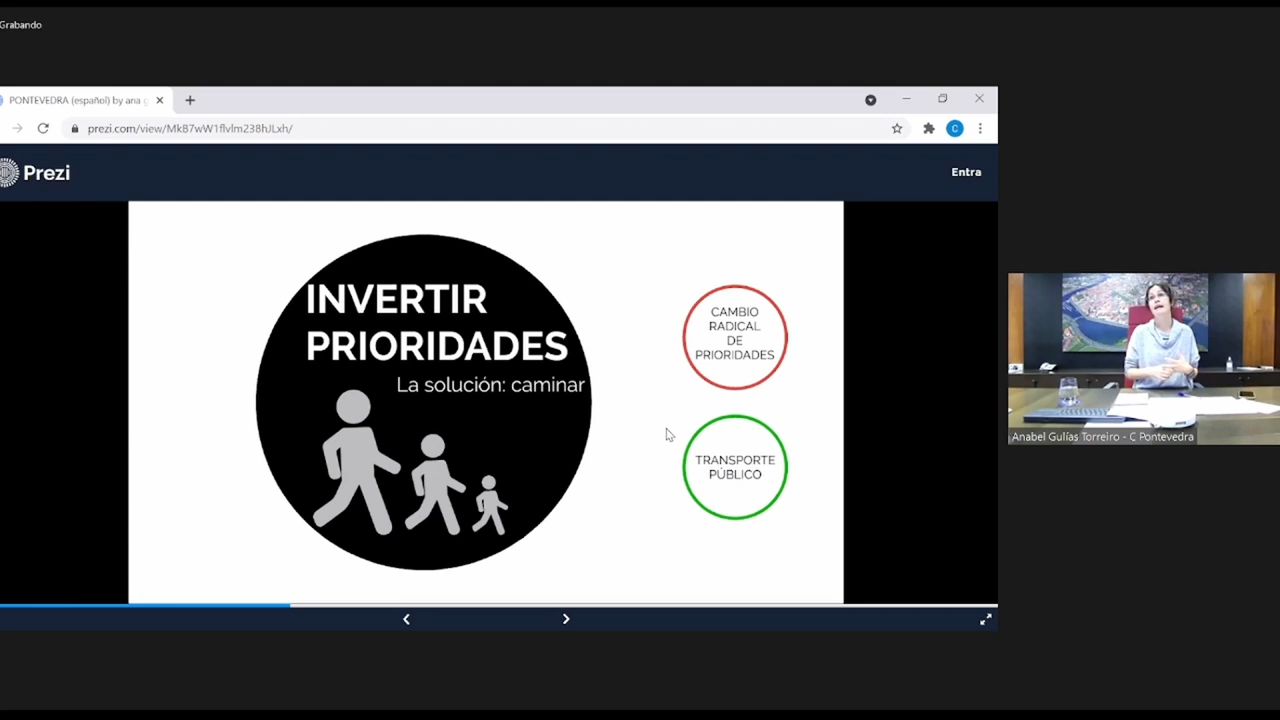 Grabando
PONTEVEDRA (español) by ana g
prezi.com/view/MkB7wW1flvlm238hJLxh/
C
Prezi
Entra
INVERTIR
PRIORIDADES
La solución: caminar
CAMBIO
RADICAL
DE
PRIORIDADES
TRANSPORTE
PÚBLICO
Anabel Gulías Torreiro - C Pontevedra